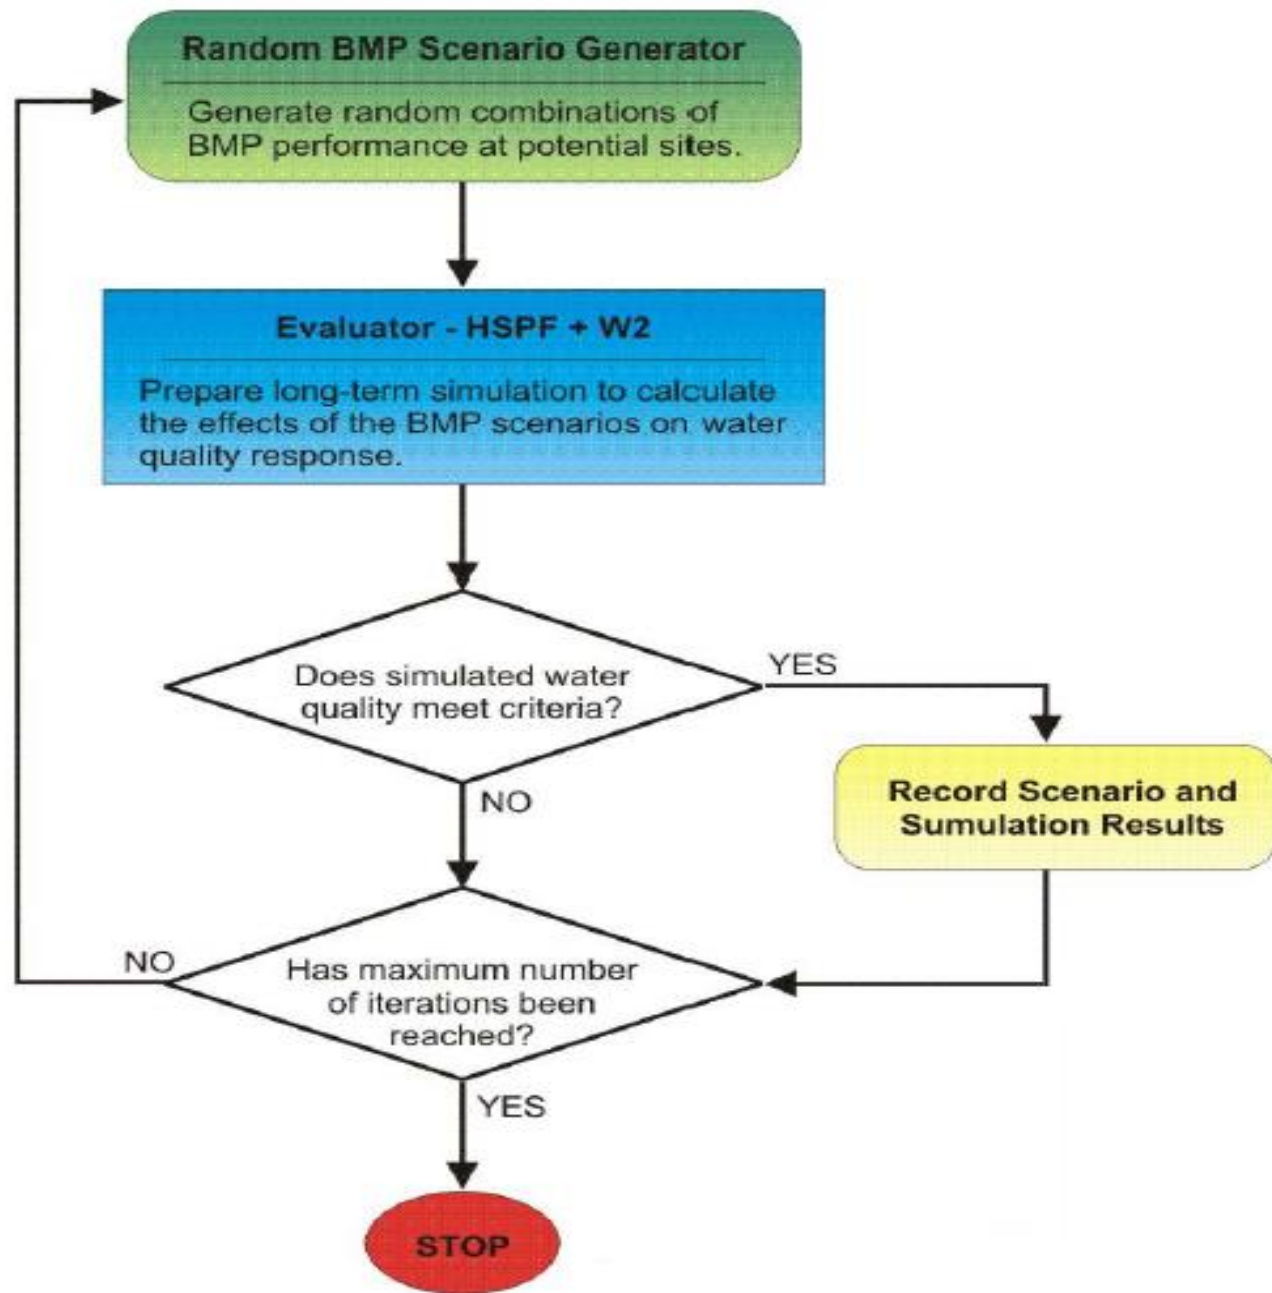 Random BMP Scenario Generator
Generate random combinations of
BMP performance at potential sites.
Evaluator - HSPF + W2
Prepare long-term simulation to calculate
the effects of the BMP scenarios on water
quality response.
Does simulated water
quality meet criteria?
YES
NO
Record Scenario and
Sumulation Results
Has maximum number
of iterations been
reached?
NO
YES
STOP